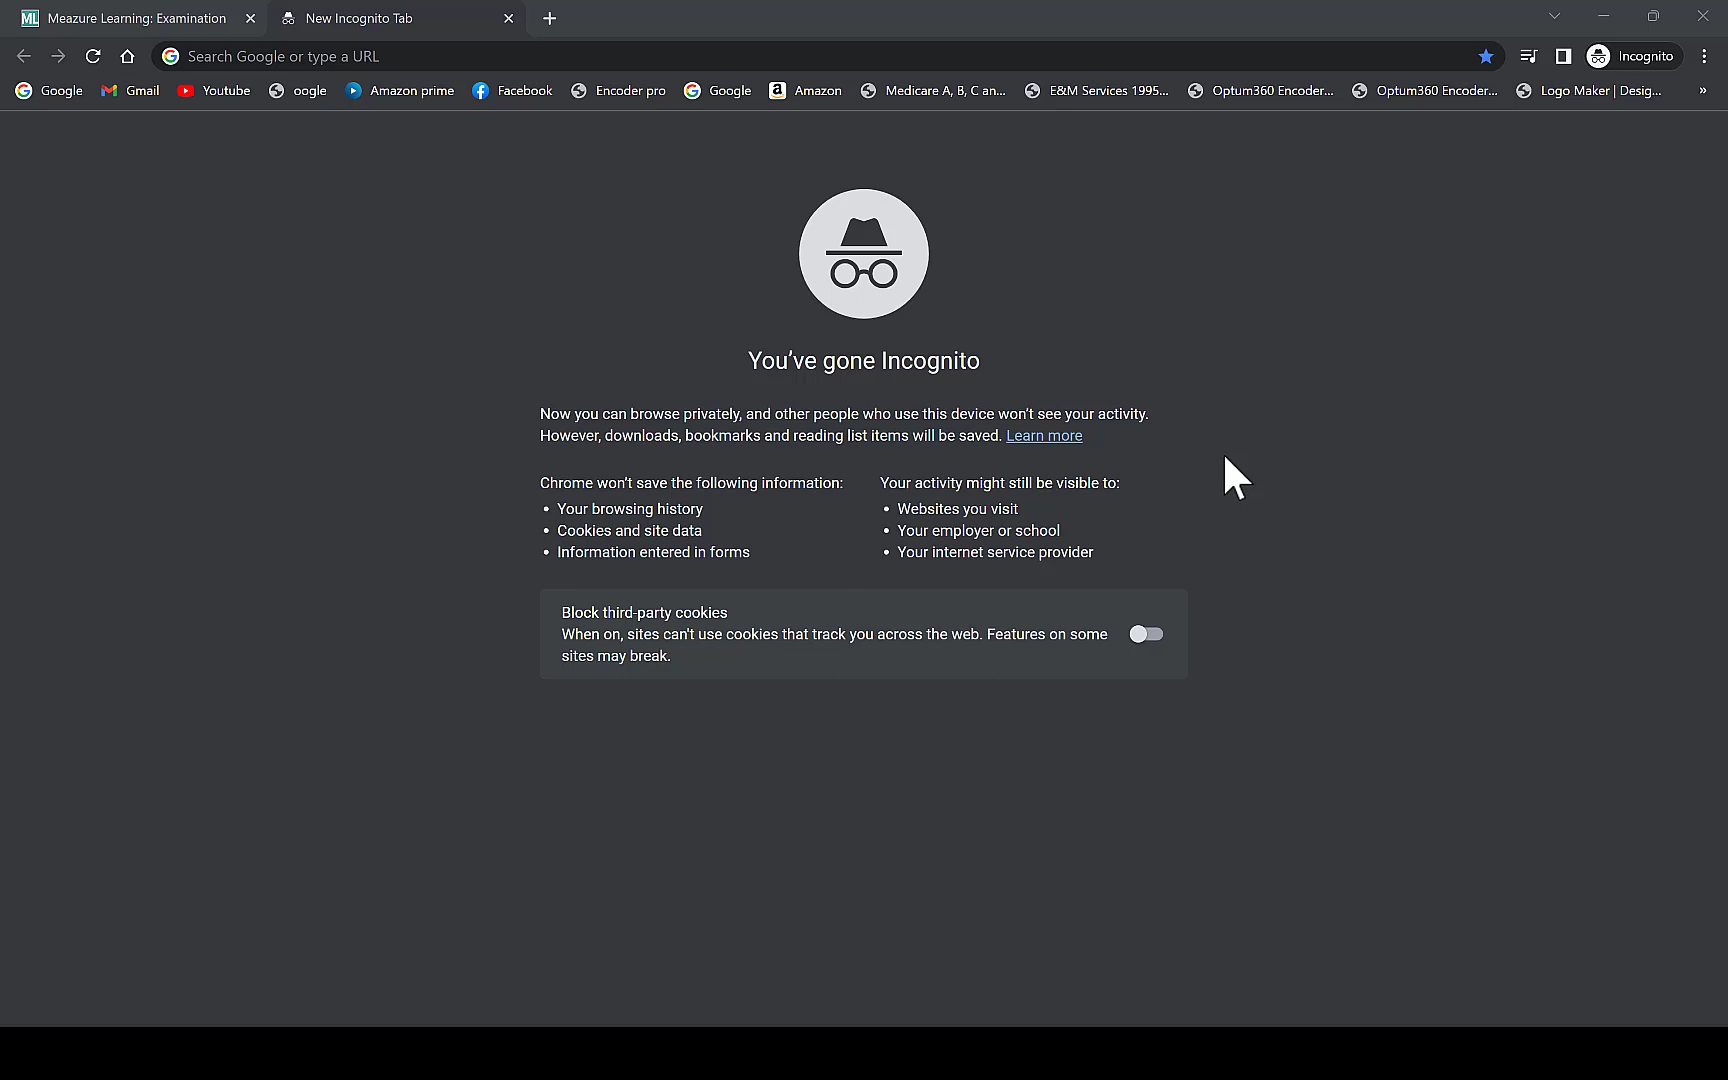 ML Meazure Learning: Examination
New Incognito Tab
Search Google or type a URL
Incognito
Google
Gmail
Youtube
oogle
Amazon prime
Facebook
Encoder pro
Google
Amazon
Medicare A, B, C an...
E&M Services 1995...
Optum360 Encoder...
Optum360 Encoder...
Logo Maker | Desig...
You've gone Incognito
Now you can browse privately, and other people who use this device won't see your activity.
However, downloads, bookmarks and reading list items will be saved. Learn more
Chrome won't save the following information:
• Your browsing history
• Cookies and site data
• Information entered in forms
Your activity might still be visible to:
• Websites you visit
• Your employer or school
• Your internet service provider
Block third-party cookies
When on, sites can't use cookies that track you across the web. Features on some
sites may break.